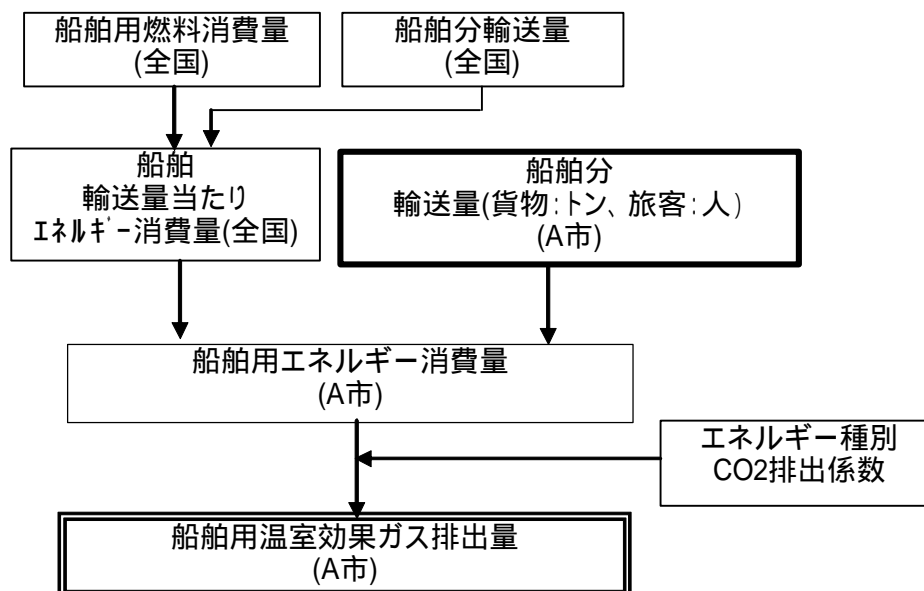 船舶用燃料消費量
(全国)
船舶分輸送量
(全国)
船舶
輸送量当たり
エネルギー消費量(全国)
船舶分
輸送量(貨物:トン、旅客:人)
(A市)
船舶用エネルギー消費量
(A市)
エネルギー種別
CO2排出係数
船舶用温室効果ガス排出量
(A市)